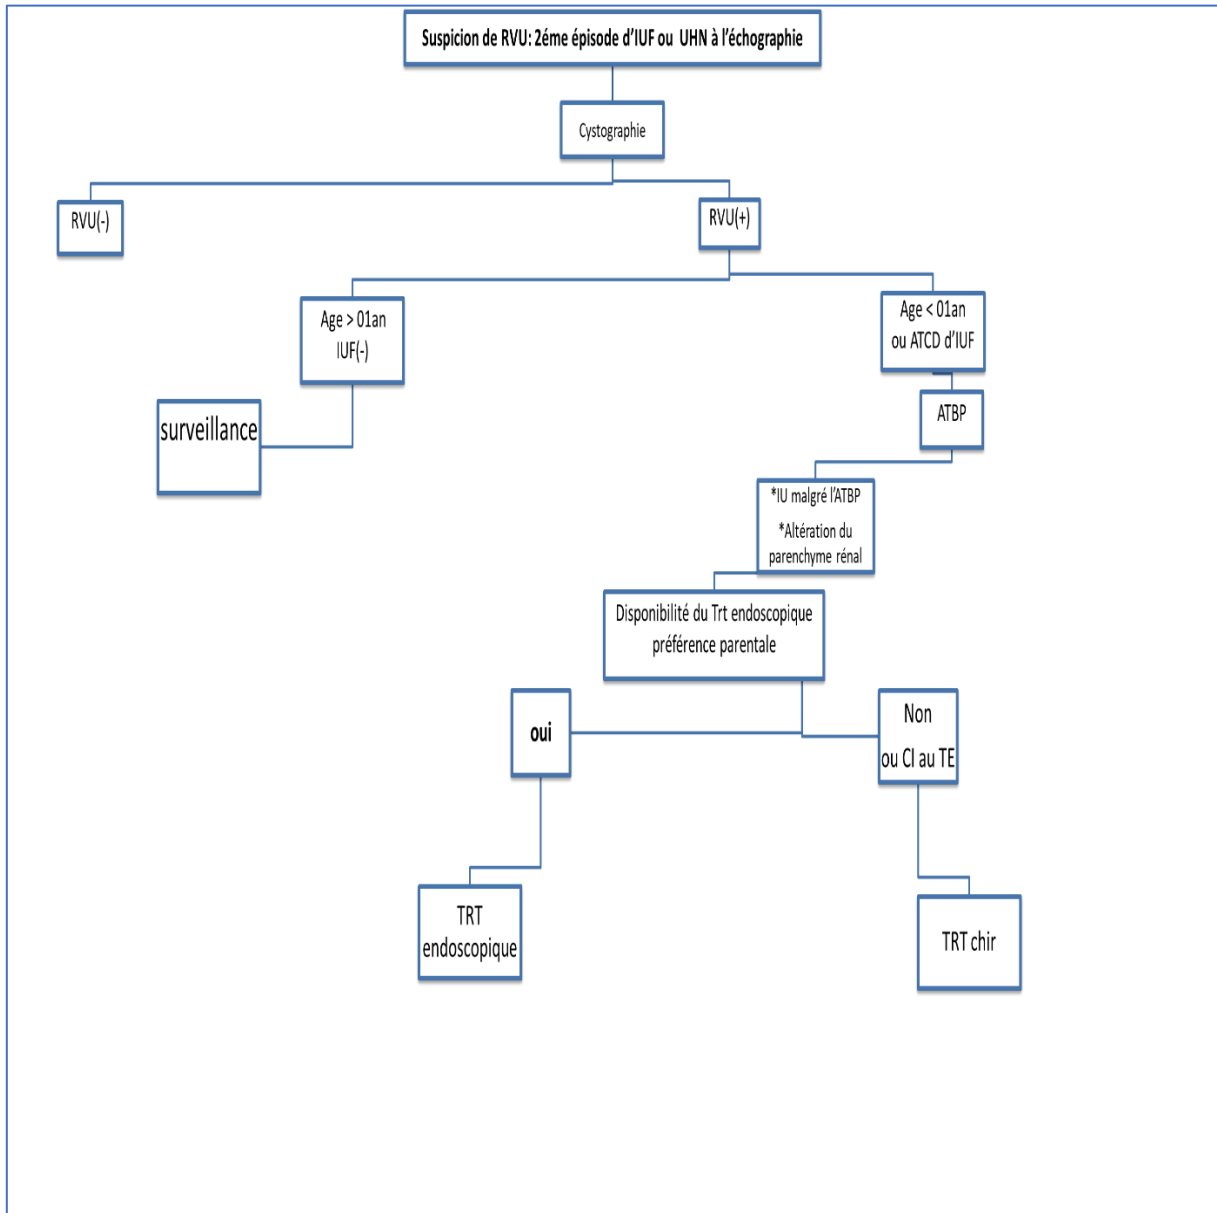 Suspicion de RVU: 2éme épisode d'IUF ou UHN à l'échographie
Cystographie
RVU(-)
RVU(+)
Age > 01an
IUF(-)
Age < 01an
ou ATCD d'IUF
surveillance
ATBP
*IU malgré l'ATBP
*Altération du
parenchyme rénal
Disponibilité du Trt endoscopique
préférence parentale
oui
Non
ou CI au TE
TRT
endoscopique
TRT chir